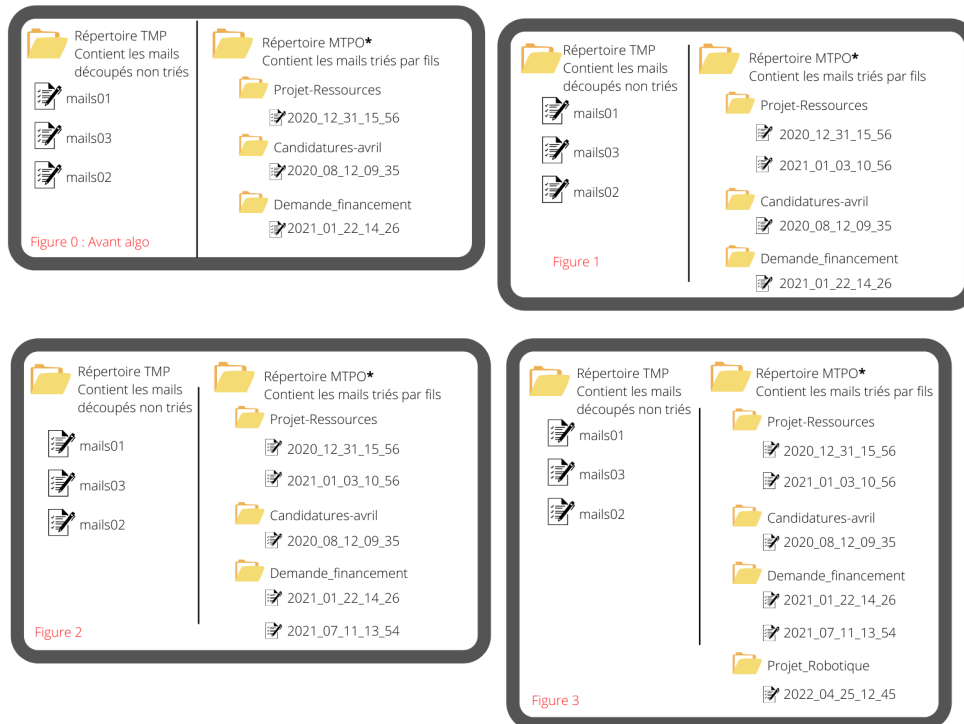 Répertoire TMP
Contient les mails
découpés non triés
mails01
mails03
mails02
Figure 0 : Avant algo
Répertoire MTPO*
Contient les mails triés par fils
Projet-Ressources
2020_12_31_15_56
Candidatures-avril
2020_08_12_09_35
Demande_financement
2021_01_22_14_26
Répertoire TMP
Contient les mails
découpés non triés
mails01
mails03
mails02
Figure 1
Répertoire MTPO*
Contient les mails triés par fils
Projet-Ressources
2020_12_31_15_56
2021_01_03_10_56
Candidatures-avril
2020_08_12_09_35
Demande_financement
2021_01_22_14_26
Répertoire TMP
Contient les mails
découpés non triés
mails01
mails03
mails02
Figure 2
Répertoire MTPO*
Contient les mails triés par fils
Projet-Ressources
2020_12_31_15_56
2021_01_03_10_56
Candidatures-avril
2020_08_12_09_35
Demande_financement
2021_01_22_14_26
2021_07_11_13_54
Répertoire TMP
Contient les mails
découpés non triés
mails01
mails03
mails02
Figure 3
Répertoire MTPO*
Contient les mails triés par fils
Projet-Ressources
2020_12_31_15_56
2021_01_03_10_56
Candidatures-avril
2020_08_12_09_35
Demande_financement
2021_01_22_14_26
2021_07_11_13_54
Projet_Robotique
2022_04_25_12_45